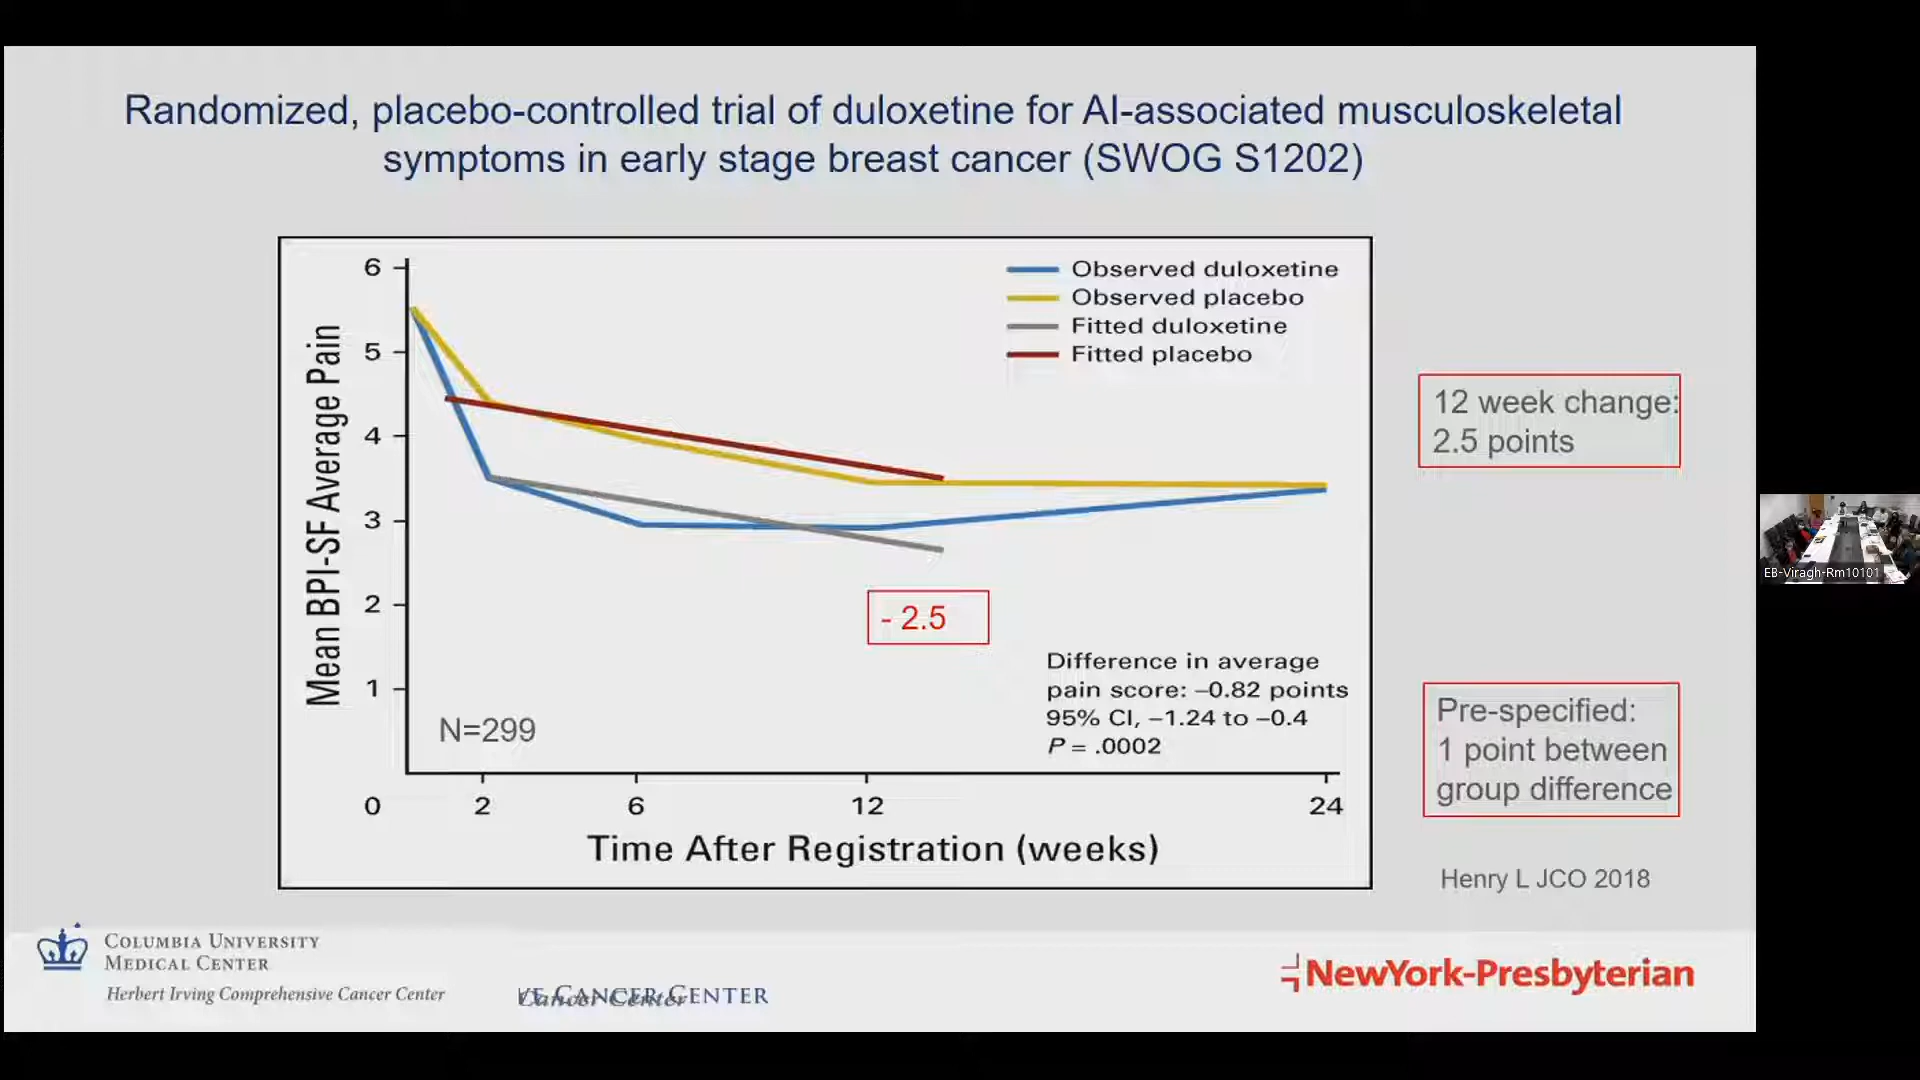 Randomized, placebo-controlled trial of duloxetine for AI-associated musculoskeletal
symptoms in early stage breast cancer (SWOG S1202)
Mean BPI-SF Average Pain
6
5
4
3
2
1
0
2
6
12
24
Time After Registration (weeks)
Observed duloxetine
Observed placebo
Fitted duloxetine
Fitted placebo
- 2.5
N=299
Difference in average
pain score: –0.82 points
95% CI, –1.24 to –0.4
P = .0002
12 week change:
2.5 points
Pre-specified:
1 point between
group difference
Henry L JCO 2018
EB-Viragh-Rm10101
COLUMBIA UNIVERSITY
MEDICAL CENTER
Herbert Irving Comprehensive Cancer Center
CANCER CENTER
Cancer Center
NewYork-Presbyterian